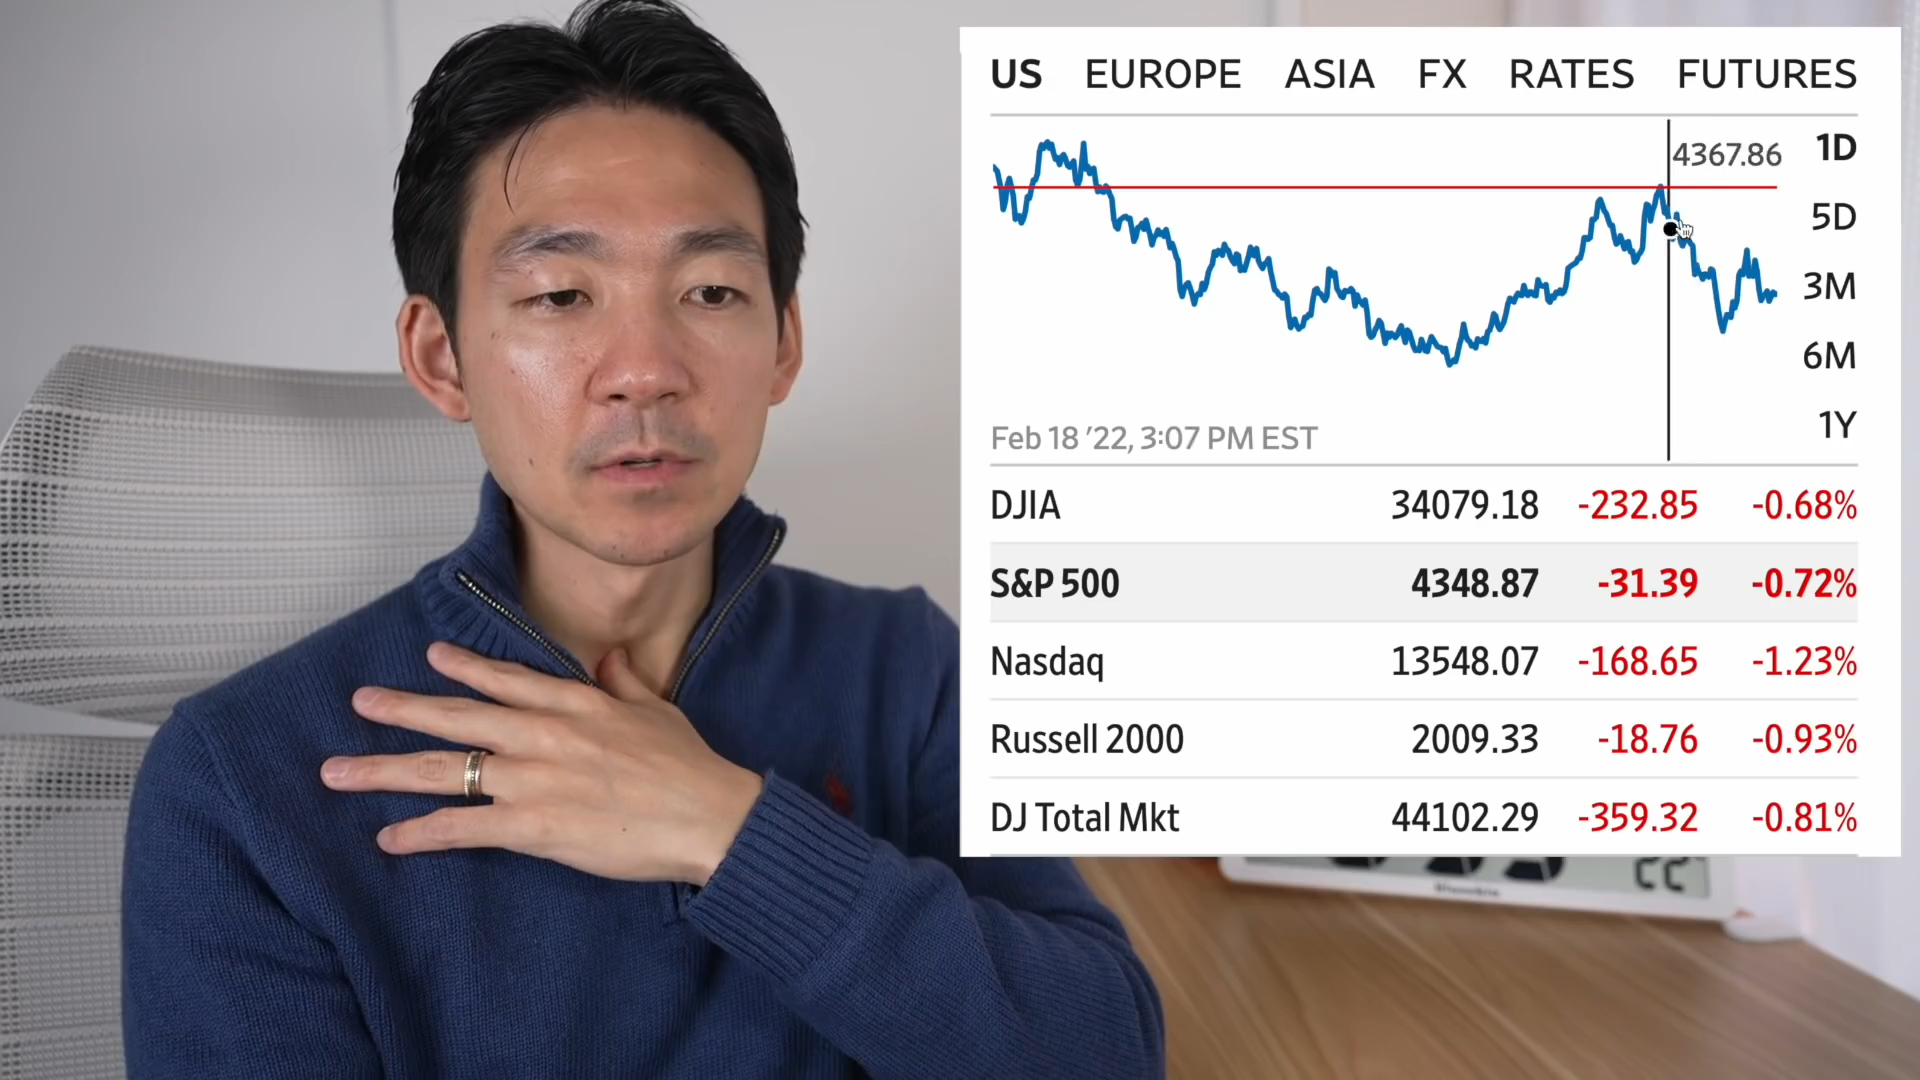 US EUROPE ASIA FX RATES FUTURES
4367.86
1D
5D
3M
6M
1Y
Feb 18 '22, 3:07 PM EST
DJIA 34079.18 -232.85 -0.68%
S&P 500 4348.87 -31.39 -0.72%
Nasdaq 13548.07 -168.65 -1.23%
Russell 2000 2009.33 -18.76 -0.93%
DJ Total Mkt 44102.29 -359.32 -0.81%